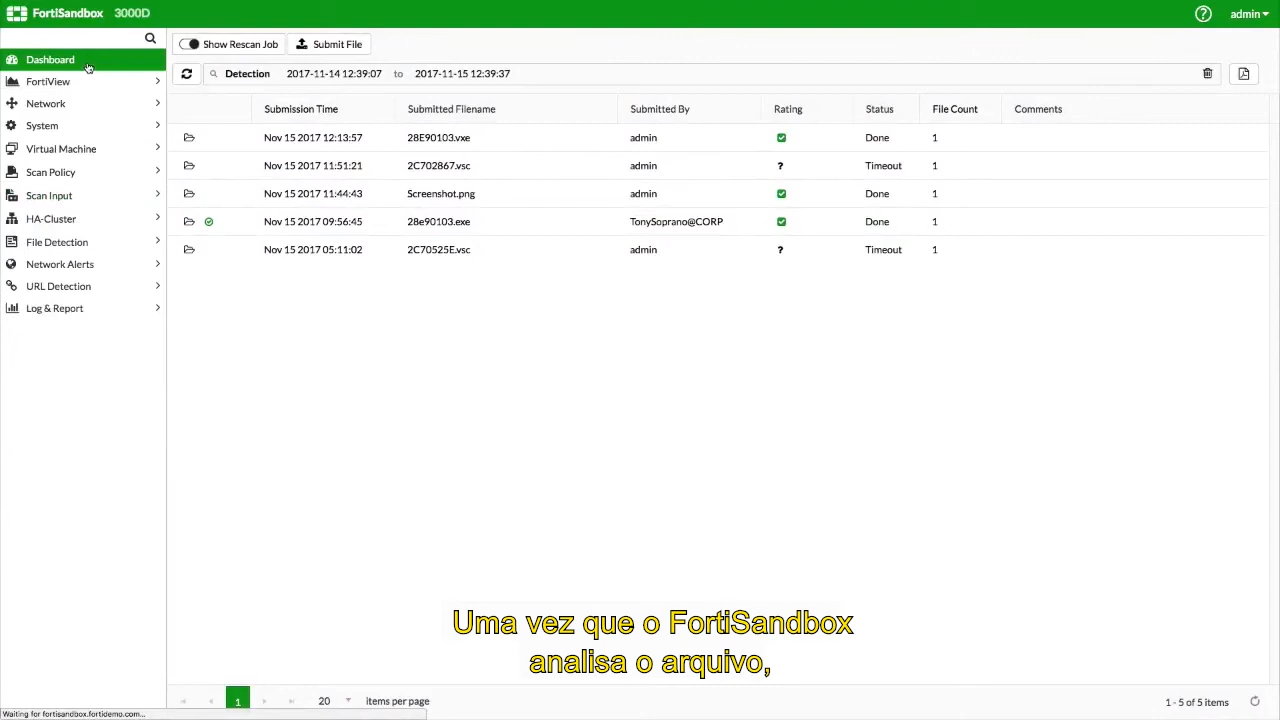 FortiSandbox 3000D
admin
Show Rescan Job Submit File
Dashboard
Detection 2017-11-14 12:39:07 to 2017-11-15 12:39:37
FortiView
Network
System
Virtual Machine
Scan Policy
Scan Input
HA-Cluster
File Detection
Network Alerts
URL Detection
Log & Report
Submission Time Submitted Filename Submitted By Rating Status File Count Comments
Nov 15 2017 12:13:57 28E90103.vxe admin Done 1
Nov 15 2017 11:51:21 2C702867.vsc admin ? Timeout 1
Nov 15 2017 11:44:43 Screenshot.png admin Done 1
Nov 15 2017 09:56:45 28e90103.exe TonySoprano@CORP Done 1
Nov 15 2017 05:11:02 2C70525E.vsc admin ? Timeout 1
Uma vez que o FortiSandbox
analisa o arquivo,
1 20 items per page 1 - 5 of 5 items
Waiting for fortisandbox.fortidemo.com...